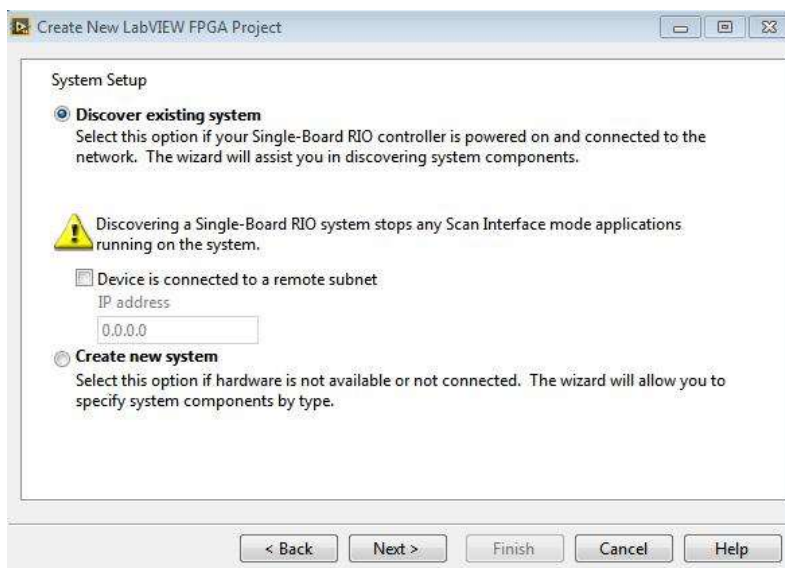 Create New LabVIEW FPGA Project
System Setup
Discover existing system
Select this option if your Single-Board RIO controller is powered on and connected to the
network. The wizard will assist you in discovering system components.
Discovering a Single-Board RIO system stops any Scan Interface mode applications
running on the system.
Device is connected to a remote subnet
IP address
0.0.0.0
Create new system
Select this option if hardware is not available or not connected. The wizard will allow you to
specify system components by type.
< Back Next > Finish Cancel Help